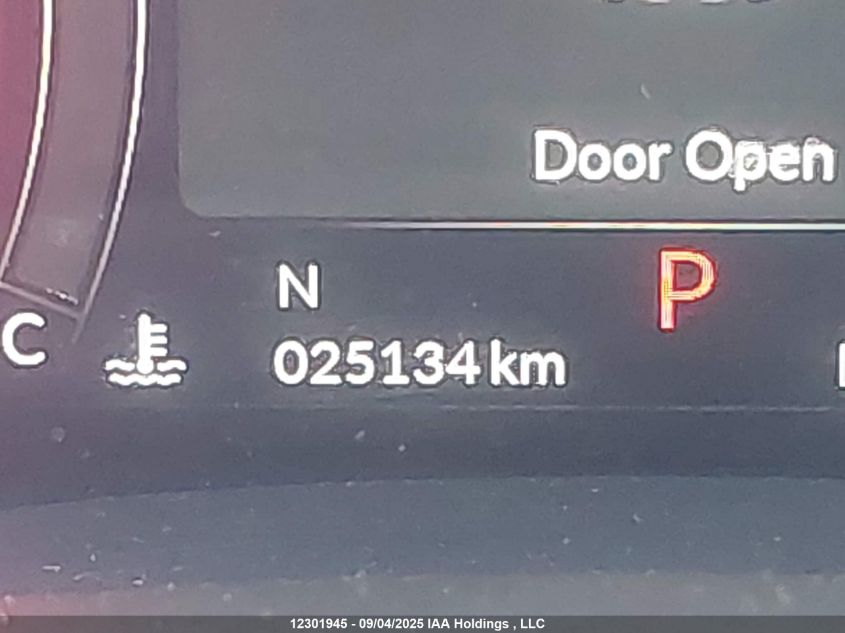 Door Open
N
P
C
025134 km
12301945 - 09/04/2025 IAA Holdings , LLC